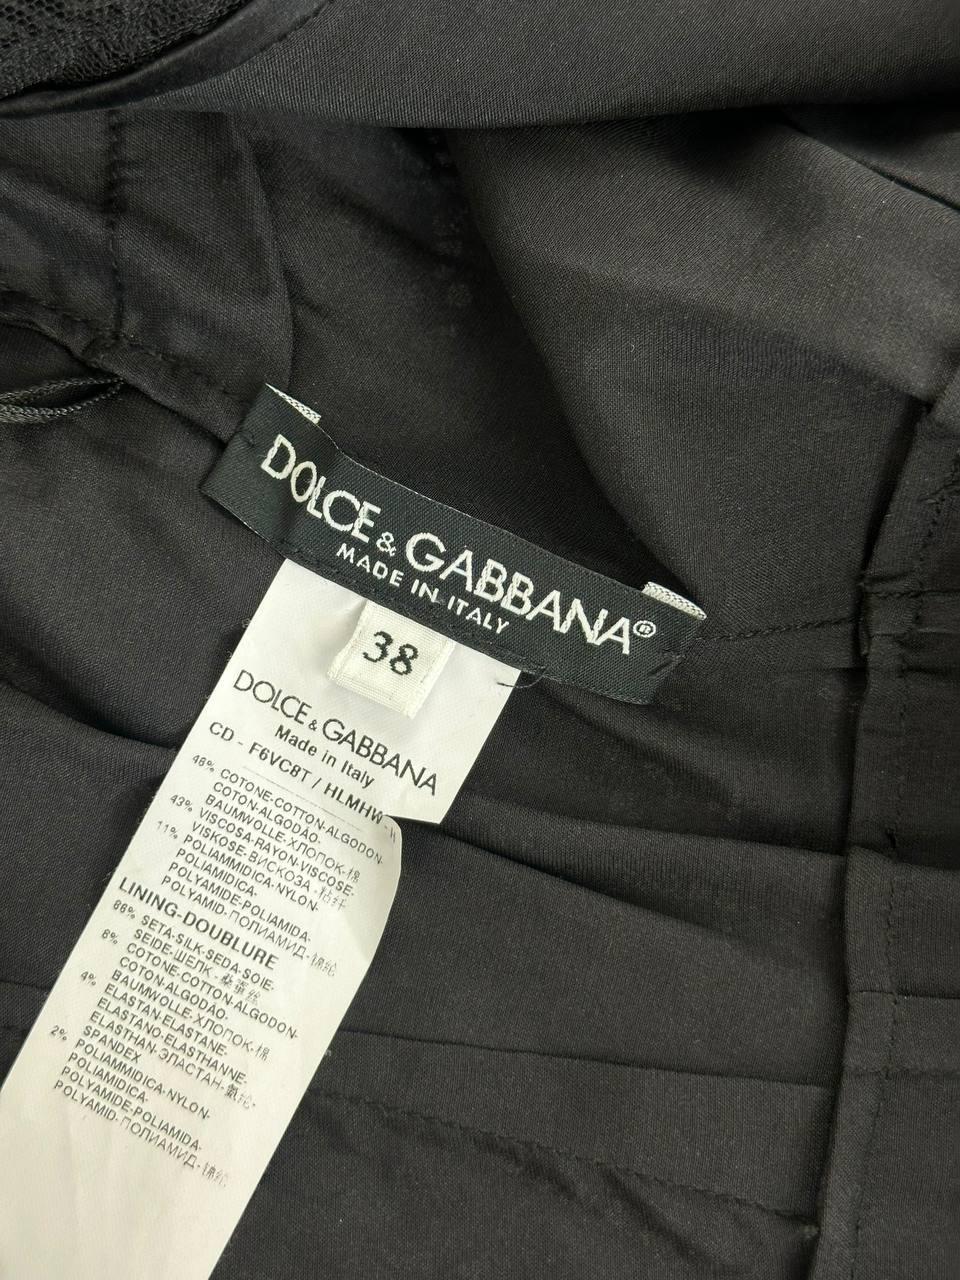 DOLCE & GABBANA®
MADE IN ITALY
38
DOLCE & GABBANA
Made in Italy
CD - F6VC8T / HLMHW
46% COTONE-COTTON-ALGODON-
COTON-ALGODÃO-
BAUMWOLLE-ХЛОПОК-棉
43% VISCOSA-RAYON-VISCOSE-
VISKOSE-ВИСКОЗА-粘纤
11% POLIAMMIDICA-NYLON-
POLIAMIDICA-
POLYAMIDE-POLIAMIDA-
POLYAMID-ПОЛИАМИД-锦纶
LINING-DOUBLURE
86% SETA-SILK-SEDA-SOIE-
SEIDE-ШЕЛК-桑蚕丝
8% COTONE-COTTON-ALGODON-
COTON-ALGODÃO-
BAUMWOLLE-ХЛОПОК-棉
4% ELASTAN-ELASTANE-
ELASTANO-ELASTHANNE-
ELASTHAN-ЭЛАСТАН-氨纶-
SPANDEX
2% POLIAMMIDICA-NYLON-
POLIAMIDICA-
POLYAMIDE-POLIAMIDA-
POLYAMID-ПОЛИАМИД-锦纶